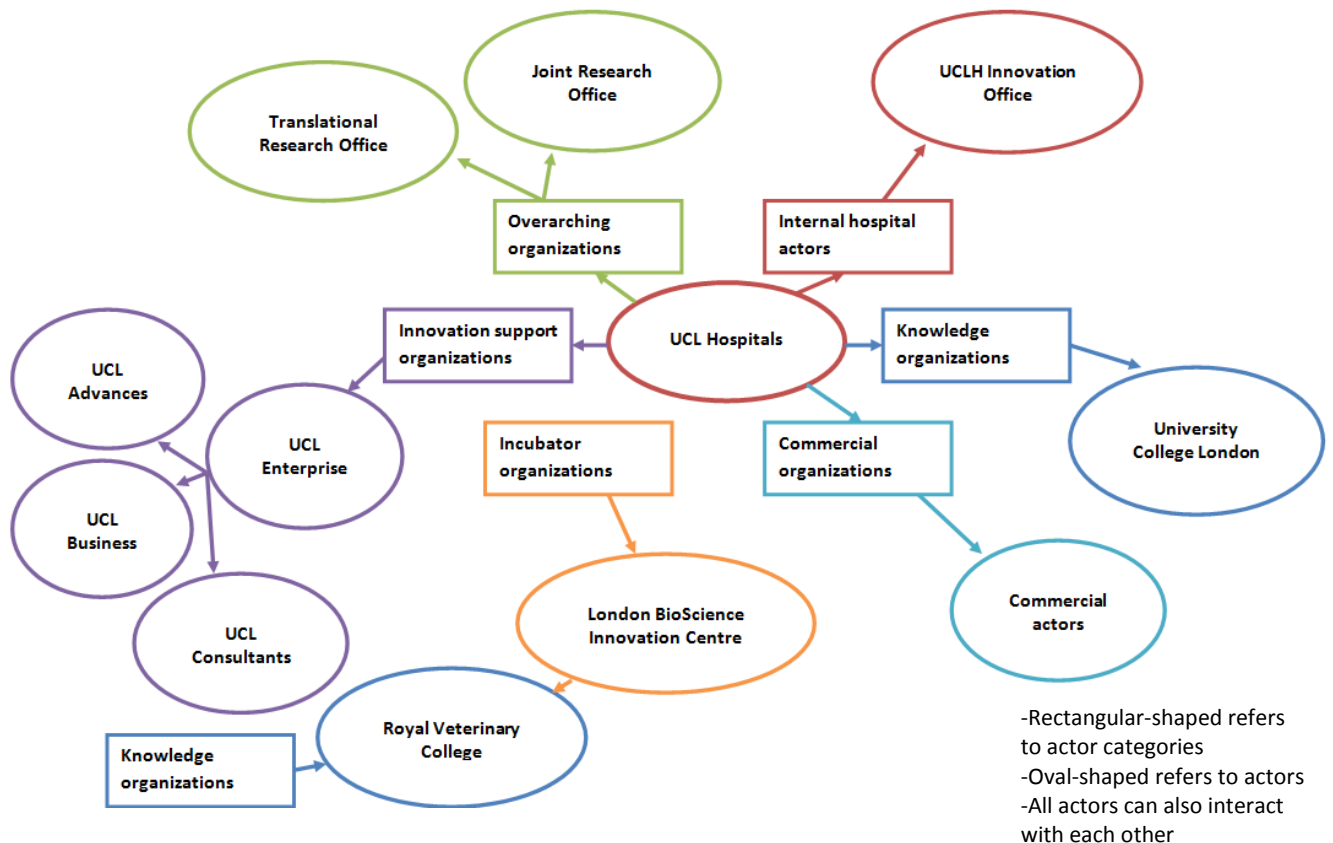 Joint Research
Office
UCLH Innovation
Office
Translational
Research Office
Overarching
organizations
Internal hospital
actors
Innovation support
organizations
UCL Hospitals
Knowledge
organizations
UCL
Advances
UCL
Enterprise
Incubator
organizations
Commercial
organizations
University
College London
UCL
Business
UCL
Consultants
London BioScience
Innovation Centre
Commercial
actors
Royal Veterinary
College
Knowledge
organizations
-Rectangular-shaped refers
to actor categories
-Oval-shaped refers to actors
-All actors can also interact
with each other